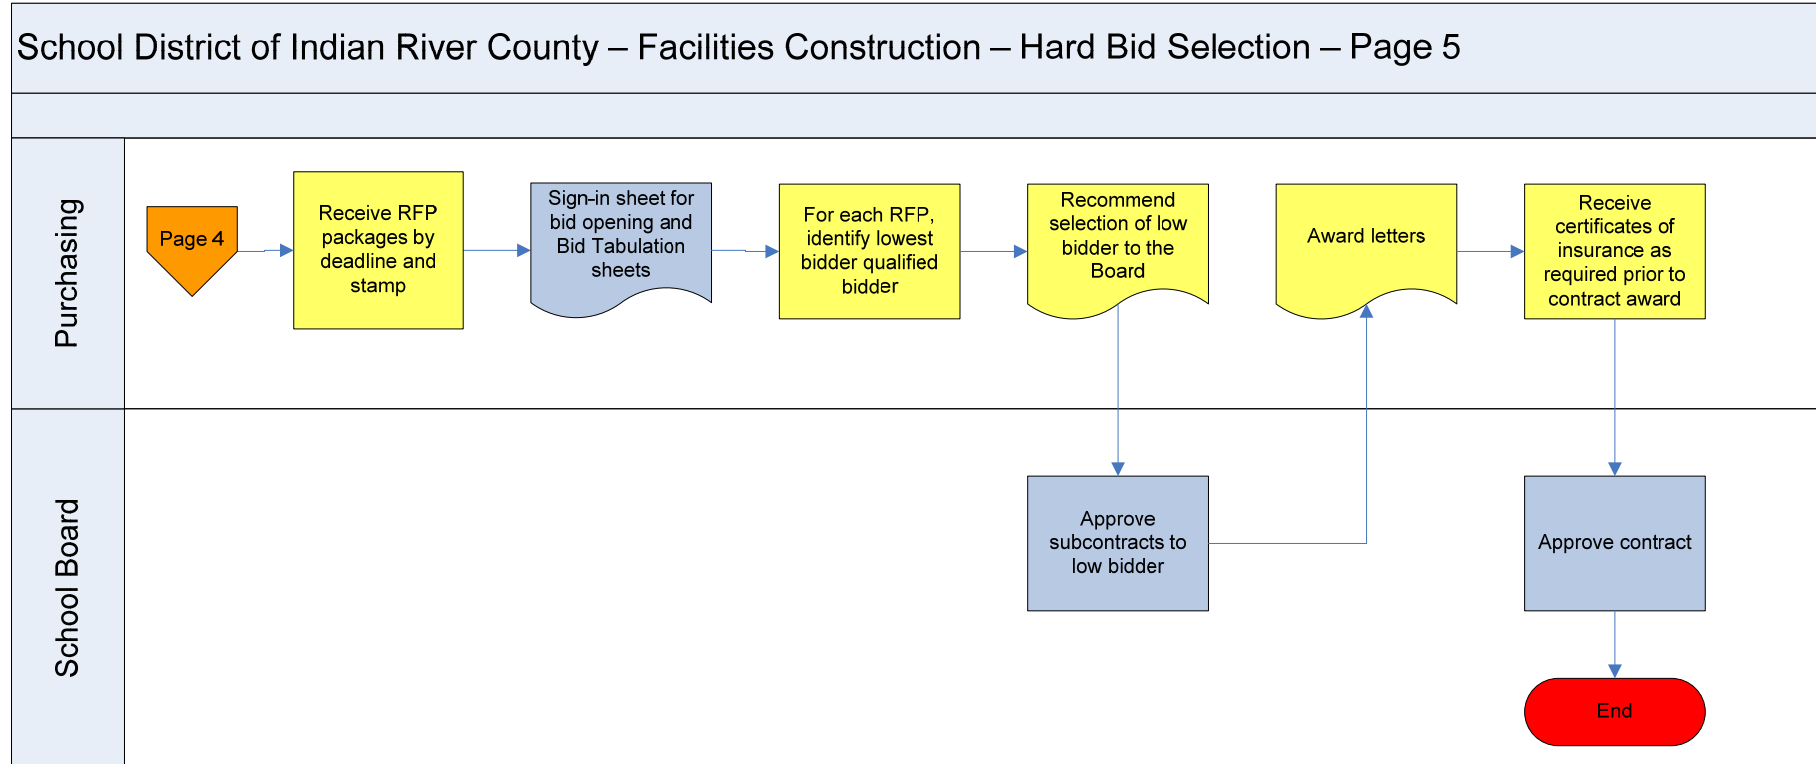 School District of Indian River County – Facilities Construction – Hard Bid Selection – Page 5
Purchasing
Page 4
Receive RFP
packages by
deadline and
stamp
Sign-in sheet for
bid opening and
Bid Tabulation
sheets
For each RFP,
identify lowest
bidder qualified
bidder
Recommend
selection of low
bidder to the
Board
Award letters
Receive
certificates of
insurance as
required prior to
contract award
School Board
Approve
subcontracts to
low bidder
Approve contract
End